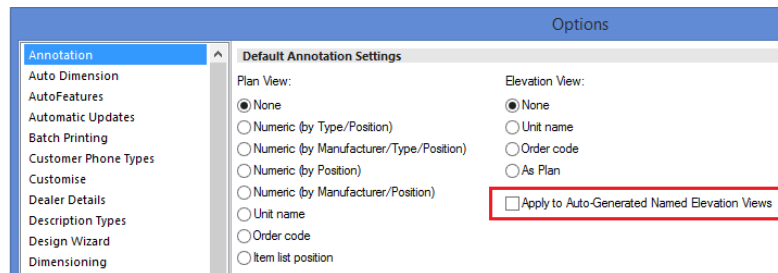 Options
Annotation
Auto Dimension
AutoFeatures
Automatic Updates
Batch Printing
Customer Phone Types
Customise
Dealer Details
Description Types
Design Wizard
Dimensioning
Default Annotation Settings
Plan View:
None
Numeric (by Type/Position)
Numeric (by Manufacturer/Type/Position)
Numeric (by Position)
Numeric (by Manufacturer/Position)
Unit name
Order code
Item list position
Elevation View:
None
Unit name
Order code
As Plan
Apply to Auto-Generated Named Elevation Views